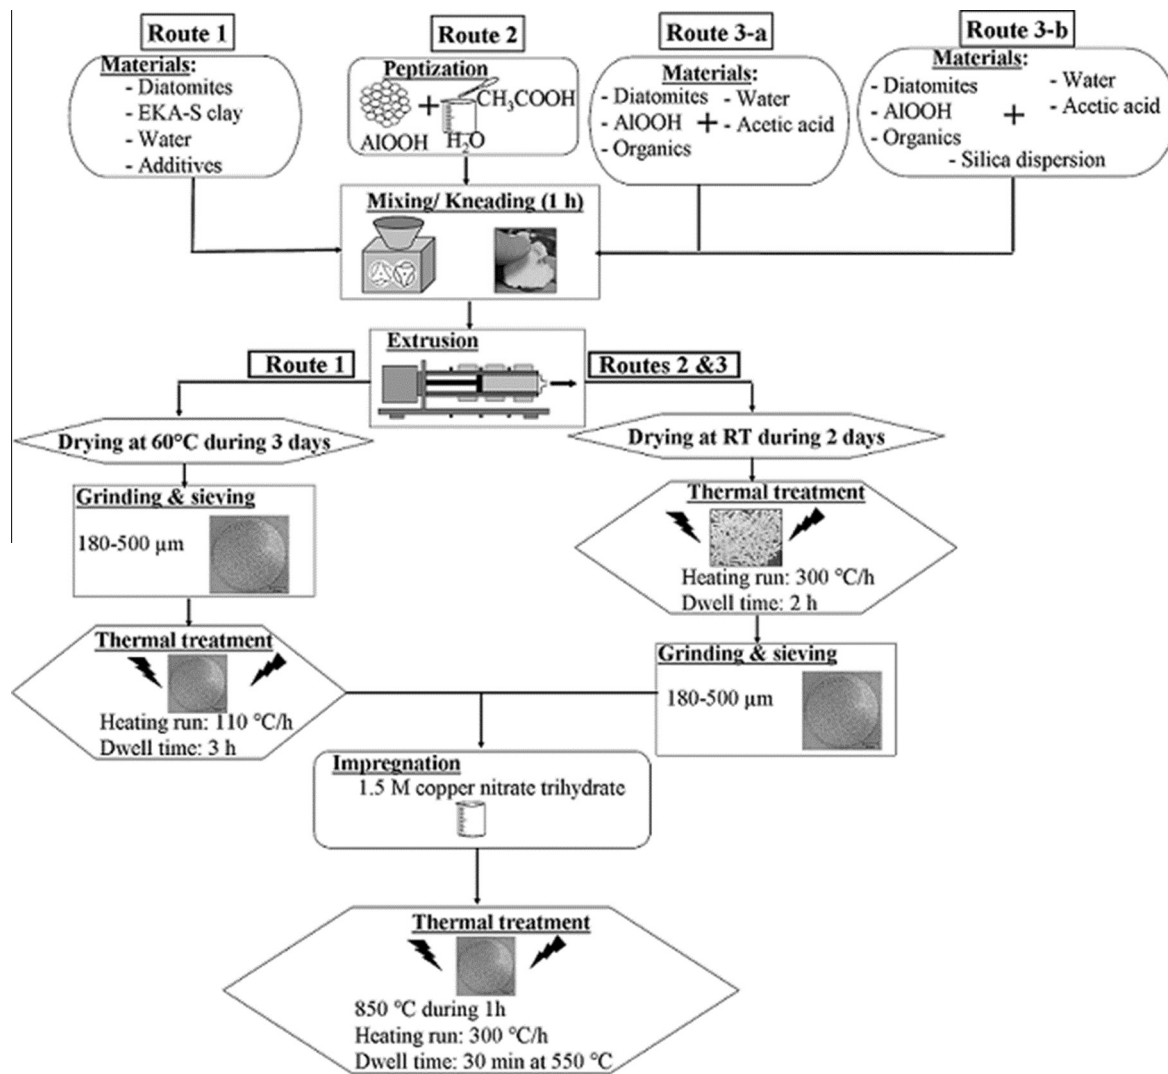 Route 1
Materials:
- Diatomites
- EKA-S clay
- Water
- Additives
Route 2
Peptization
+
CH₃COOH
AlOOH
H₂O
Route 3-a
Materials:
- Diatomites
- AlOOH
- Organics
+
- Water
- Acetic acid
Route 3-b
Materials:
- Diatomites
- AlOOH
- Organics
+
- Water
- Acetic acid
- Silica dispersion
Mixing/ Kneading (1 h)
Extrusion
Route 1
Routes 2 &3
Drying at 60°C during 3 days
Drying at RT during 2 days
Grinding & sieving
180-500 µm
Thermal treatment
Heating run: 300 °C/h
Dwell time: 2 h
Thermal treatment
Heating run: 110 °C/h
Dwell time: 3 h
Grinding & sieving
180-500 µm
Impregnation
1.5 M copper nitrate trihydrate
Thermal treatment
850 °C during 1h
Heating run: 300 °C/h
Dwell time: 30 min at 550 °C